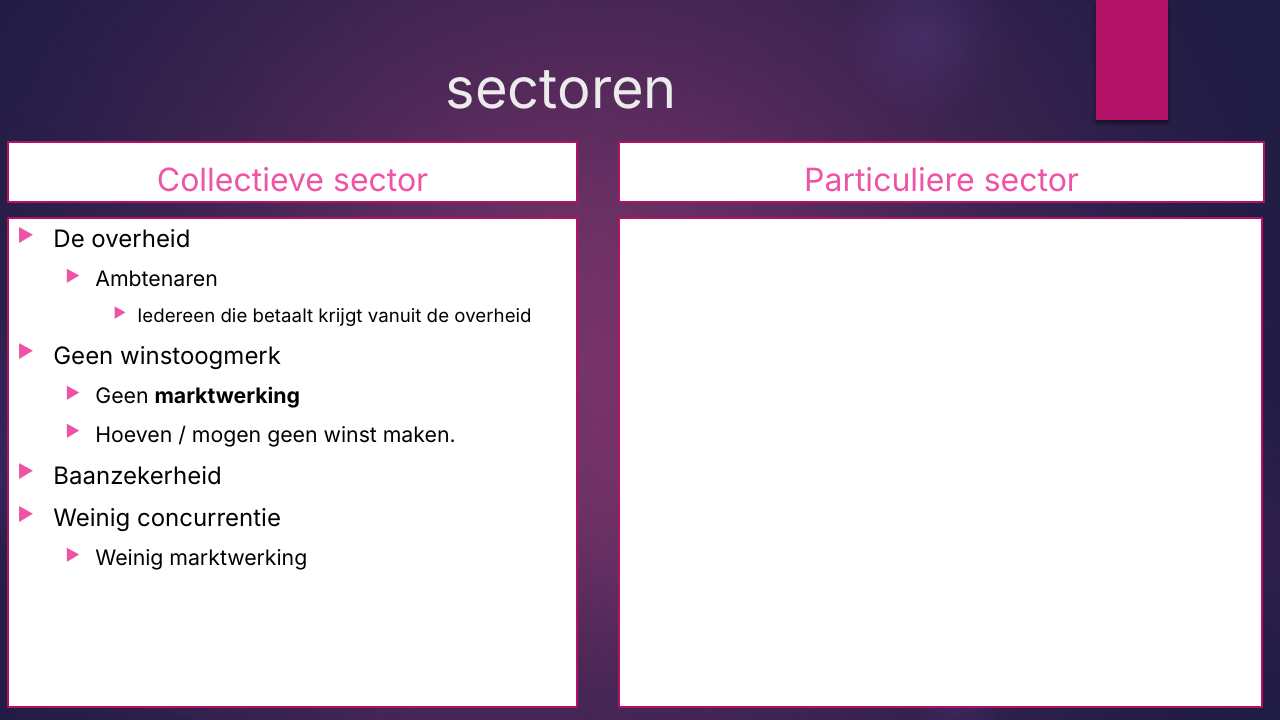 sectoren
Collectieve sector
Particuliere sector
De overheid
Ambtenaren
Iedereen die betaalt krijgt vanuit de overheid
Geen winstoogmerk
Geen marktwerking
Hoeven / mogen geen winst maken.
Baanzekerheid
Weinig concurrentie
Weinig marktwerking